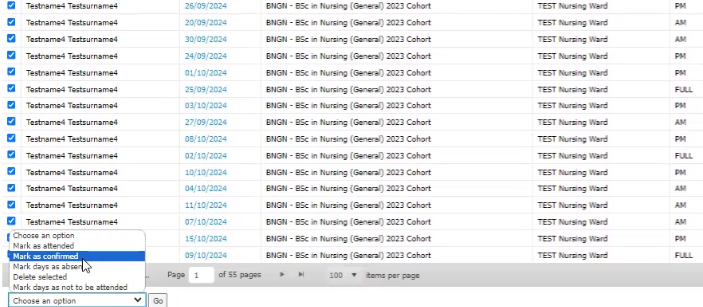 Testname4 Testsurname4 26/09/2024 BNGN - BSc in Nursing (General) 2023 Cohort TEST Nursing Ward PM
Testname4 Testsurname4 20/09/2024 BNGN - BSc in Nursing (General) 2023 Cohort TEST Nursing Ward AM
Testname4 Testsurname4 30/09/2024 BNGN - BSc in Nursing (General) 2023 Cohort TEST Nursing Ward AM
Testname4 Testsurname4 24/09/2024 BNGN - BSc in Nursing (General) 2023 Cohort TEST Nursing Ward PM
Testname4 Testsurname4 01/10/2024 BNGN - BSc in Nursing (General) 2023 Cohort TEST Nursing Ward PM
Testname4 Testsurname4 25/09/2024 BNGN - BSc in Nursing (General) 2023 Cohort TEST Nursing Ward FULL
Testname4 Testsurname4 03/10/2024 BNGN - BSc in Nursing (General) 2023 Cohort TEST Nursing Ward PM
Testname4 Testsurname4 27/09/2024 BNGN - BSc in Nursing (General) 2023 Cohort TEST Nursing Ward AM
Testname4 Testsurname4 08/10/2024 BNGN - BSc in Nursing (General) 2023 Cohort TEST Nursing Ward PM
Testname4 Testsurname4 02/10/2024 BNGN - BSc in Nursing (General) 2023 Cohort TEST Nursing Ward FULL
Testname4 Testsurname4 10/10/2024 BNGN - BSc in Nursing (General) 2023 Cohort TEST Nursing Ward PM
Testname4 Testsurname4 04/10/2024 BNGN - BSc in Nursing (General) 2023 Cohort TEST Nursing Ward AM
Testname4 Testsurname4 11/10/2024 BNGN - BSc in Nursing (General) 2023 Cohort TEST Nursing Ward AM
Testname4 Testsurname4 07/10/2024 BNGN - BSc in Nursing (General) 2023 Cohort TEST Nursing Ward AM
15/10/2024 BNGN - BSc in Nursing (General) 2023 Cohort TEST Nursing Ward PM
09/10/2024 BNGN - BSc in Nursing (General) 2023 Cohort TEST Nursing Ward FULL
Choose an option
Mark as attended
Mark as confirmed
Mark days as absen
Delete selected
Mark days as not to be attended
Page 1 of 55 pages 100 items per page
Choose an option Go